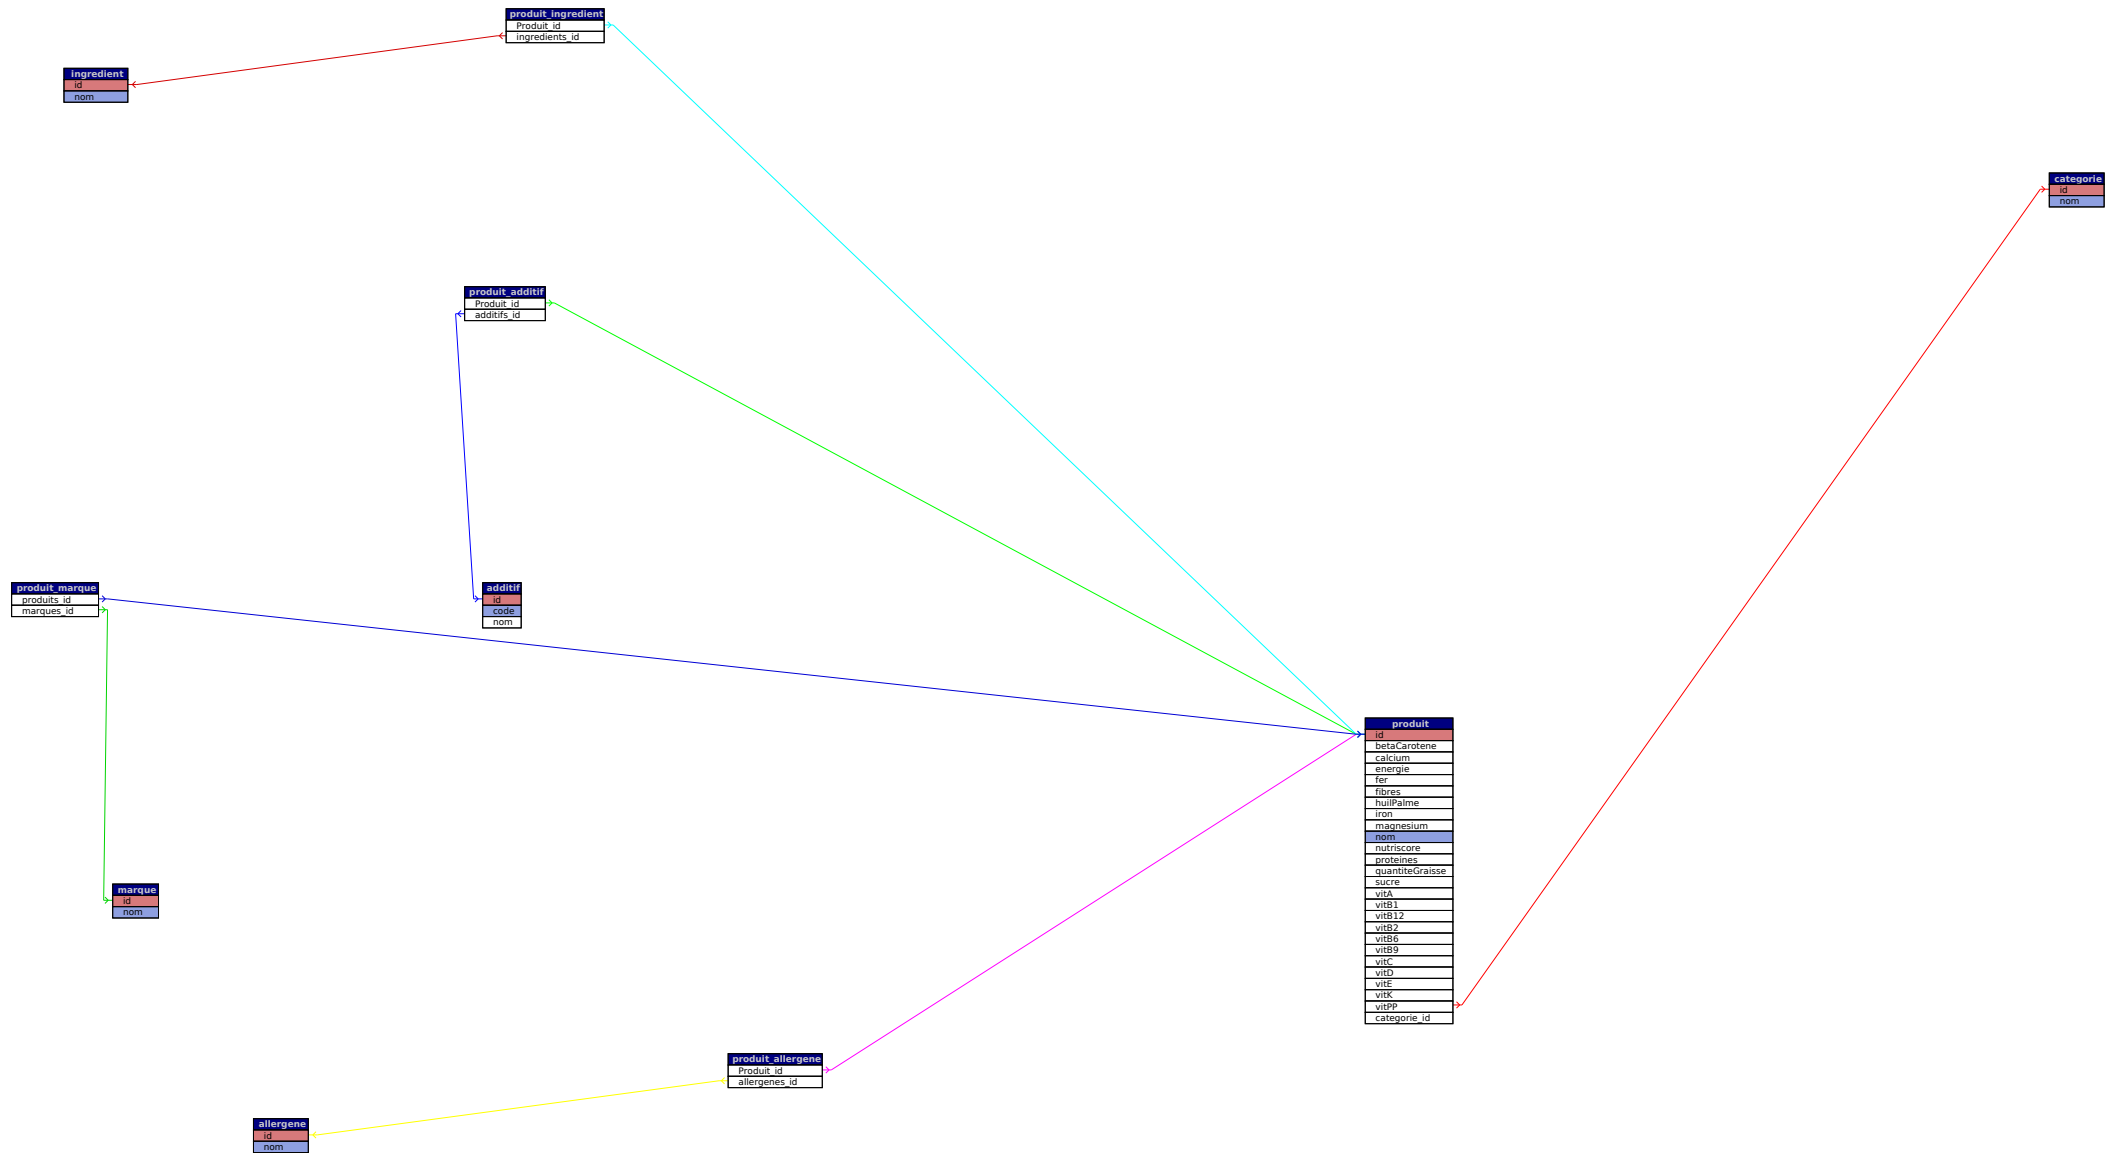 produit_ingredient
Produit_id
ingredients_id
ingredient
id
nom
categorie
id
nom
produit_additif
Produit_id
additifs_id
produit_marque
produits_id
marques_id
additif
id
code
nom
produit
id
betaCarotene
calcium
energie
fer
fibres
huilPalme
iron
magnesium
nom
nutriscore
proteines
quantiteGraisse
sucre
vitA
vitB1
vitB12
vitB2
vitB6
vitB9
vitC
vitD
vitE
vitK
vitPP
categorie_id
marque
id
nom
produit_allergene
Produit_id
allergenes_id
allergene
id
nom